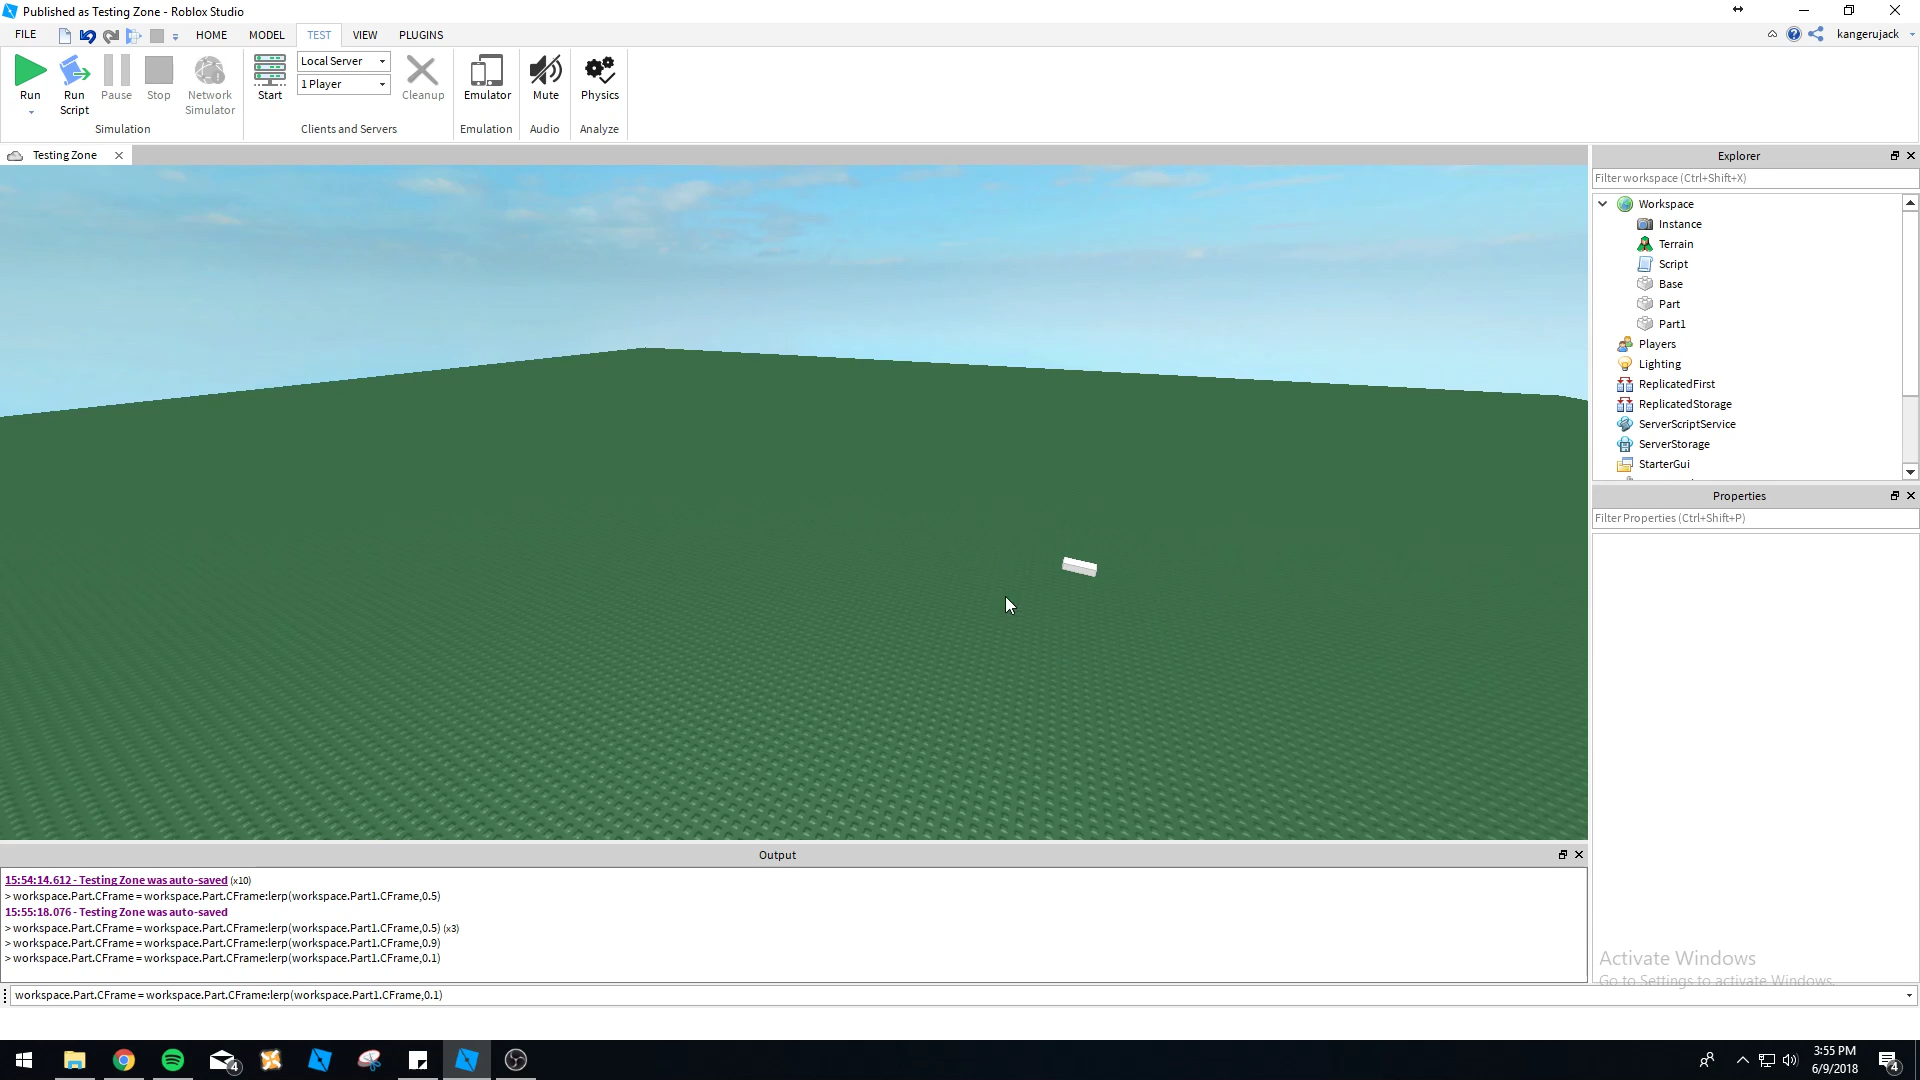 Published as Testing Zone - Roblox Studio
FILE HOME MODEL TEST VIEW PLUGINS kangerujack
Run
Run Script
Pause
Stop
Network Simulator
Simulation
Start
Local Server
1 Player
Cleanup
Clients and Servers
Emulator
Emulation
Mute
Audio
Physics
Analyze
Testing Zone
Explorer
Filter workspace (Ctrl+Shift+X)
Workspace
Instance
Terrain
Script
Base
Part
Part1
Players
Lighting
ReplicatedFirst
ReplicatedStorage
ServerScriptService
ServerStorage
StarterGui
Properties
Filter Properties (Ctrl+Shift+P)
Output
15:54:14.612 - Testing Zone was auto-saved (x10)
> workspace.Part.CFrame = workspace.Part.CFrame:lerp(workspace.Part1.CFrame,0.5)
15:55:18.076 - Testing Zone was auto-saved
> workspace.Part.CFrame = workspace.Part.CFrame:lerp(workspace.Part1.CFrame,0.5) (x3)
> workspace.Part.CFrame = workspace.Part.CFrame:lerp(workspace.Part1.CFrame,0.9)
> workspace.Part.CFrame = workspace.Part.CFrame:lerp(workspace.Part1.CFrame,0.1)
Activate Windows
Go to Settings to activate Windows.
workspace.Part.CFrame = workspace.Part.CFrame:lerp(workspace.Part1.CFrame,0.1)
4
3:55 PM
6/9/2018
4